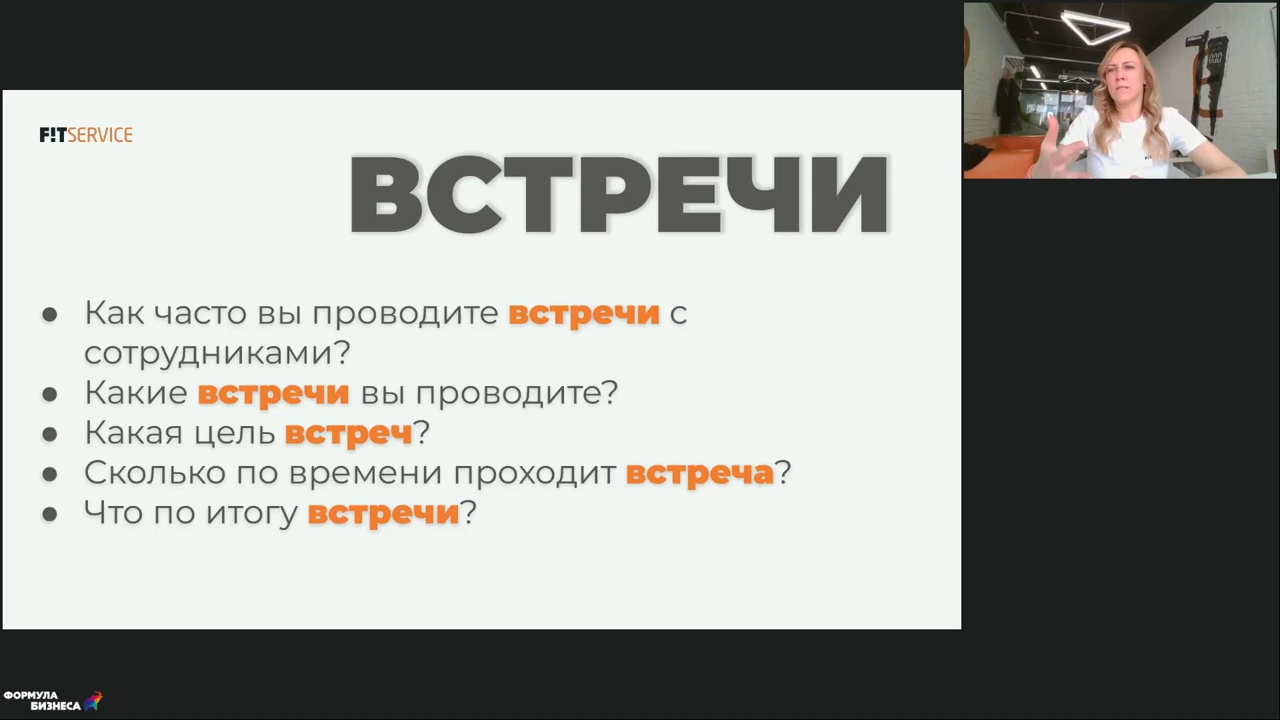 F!TSERVICE
ВСТРЕЧИ
● Как часто вы проводите встречи с
сотрудниками?
● Какие встречи вы проводите?
● Какая цель встреч?
● Сколько по времени проходит встреча?
● Что по итогу встречи?
ФОРМУЛА
БИЗНЕСА